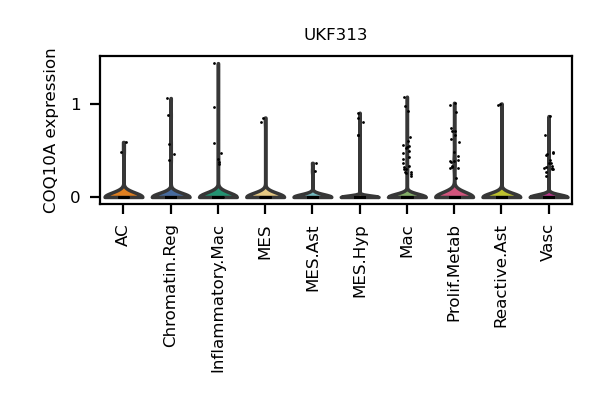 UKF313
COQ10A expression
1
0
AC
Chromatin.Reg
Inflammatory.Mac
MES
MES.Ast
MES.Hyp
Mac
Prolif.Metab
Reactive.Ast
Vasc